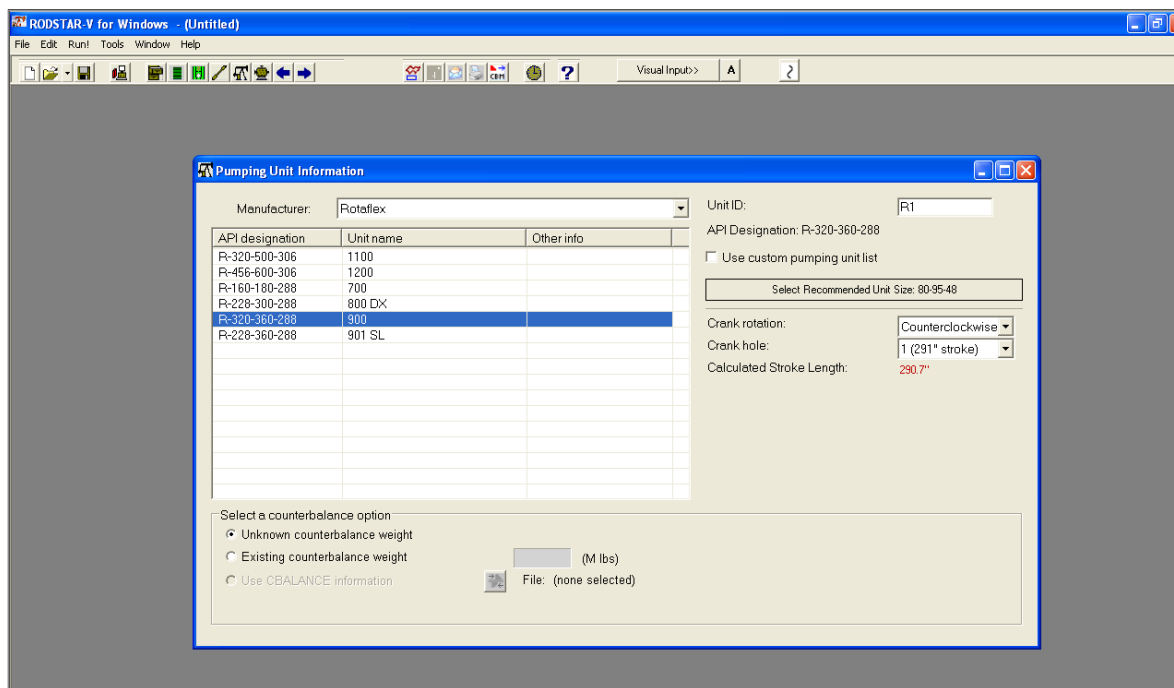 RODSTAR-V for Windows - (Untitled)
File Edit Run! Tools Window Help
CBM ? Visual Input>> A
Pumping Unit Information
Manufacturer: Rotaflex
Unit ID: R1
API Designation: R-320-360-288
API designation Unit name Other info
Use custom pumping unit list
R-320-500-306 1100
R-456-600-306 1200
R-160-180-288 700
R-228-300-288 800 DX
R-320-360-288 900
R-228-360-288 901 SL
Select Recommended Unit Size: 80-95-48
Crank rotation: Counterclockwise
Crank hole: 1 (291" stroke)
Calculated Stroke Length: 290.7"
Select a counterbalance option
Unknown counterbalance weight
Existing counterbalance weight (M lbs)
Use CBALANCE information File: (none selected)